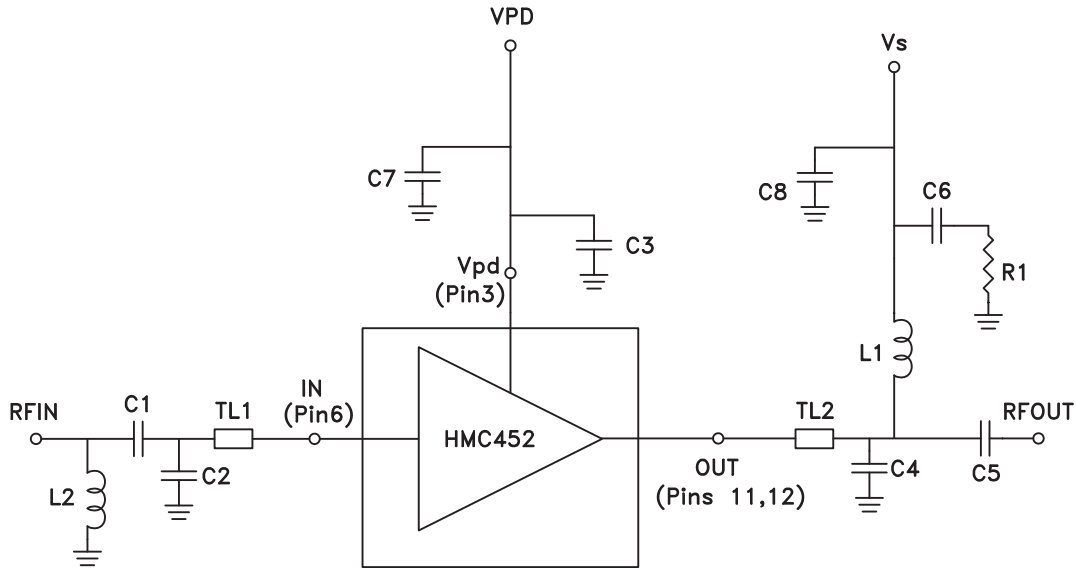 VPD
Vs
C7
C8
C6
C3
Vpd
(Pin3)
R1
L1
RFIN
C1
TL1
IN
(Pin6)
HMC452
TL2
RFOUT
L2
C2
OUT
(Pins 11,12)
C4
C5